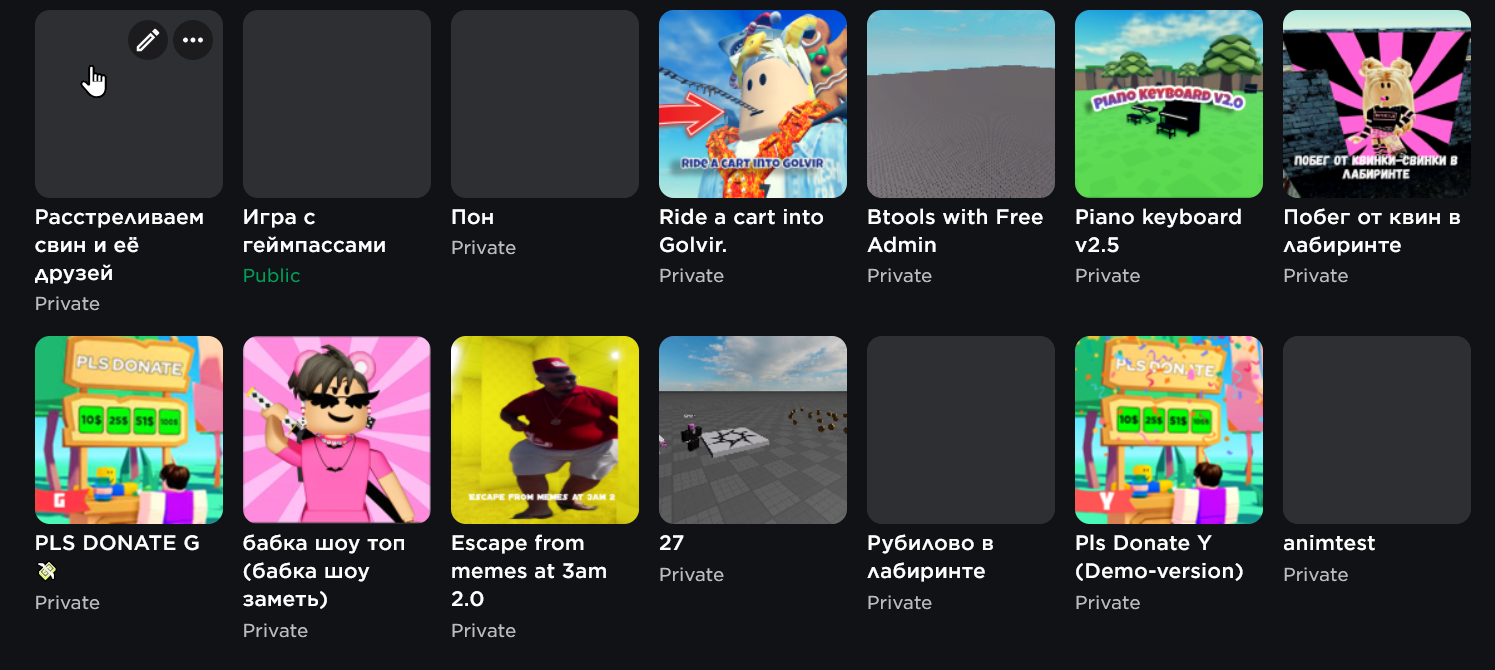 RIDE A CART INTO GOLVIR
PIANO KEYBOARD V2.0
ПОБЕГ ОТ КВИНКИ-СВИНКИ В
ЛАБИРИНТЕ
Расстреливаем
свин и её
друзей
Private
Игра с
геймпассами
Public
Пон
Private
Ride a cart into
Golvir.
Private
Btools with Free
Admin
Private
Piano keyboard
v2.5
Private
Побег от квин в
лабиринте
Private
PLS DONATE
10$ 25$ 51$ 100$
G
ESCAPE FROM MEMES AT 3AM 2
PLS DONATE
10$ 25$ 51$ 100$
Y
PLS DONATE G
Private
бабка шоу топ
(бабка шоу
заметь)
Private
Escape from
memes at 3am
2.0
Private
27
Private
Рубилово в
лабиринте
Private
Pls Donate Y
(Demo-version)
Private
animtest
Private